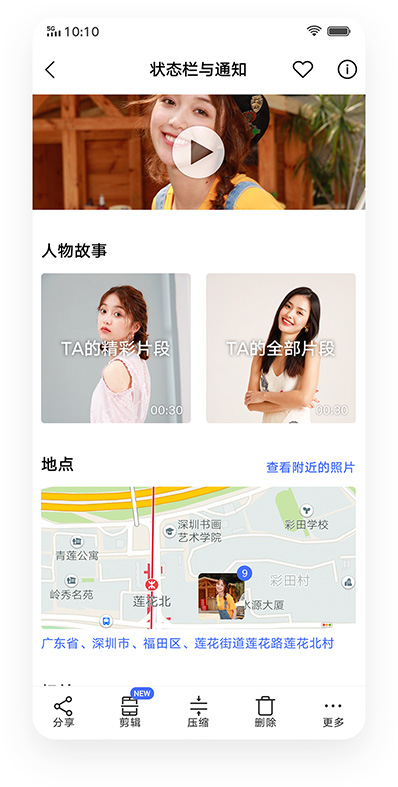 5G 10:10
状态栏与通知
人物故事
TA的精彩片段
TA的全部片段
00:30
00:30
地点
查看附近的照片
深圳书画
艺术学院
彩田学校
青莲公寓
彩田村
岭秀名苑
9
莲花北
水源大厦
广东省、深圳市、福田区、莲花街道莲花路莲花北村
NEW
分享
剪辑
压缩
删除
更多